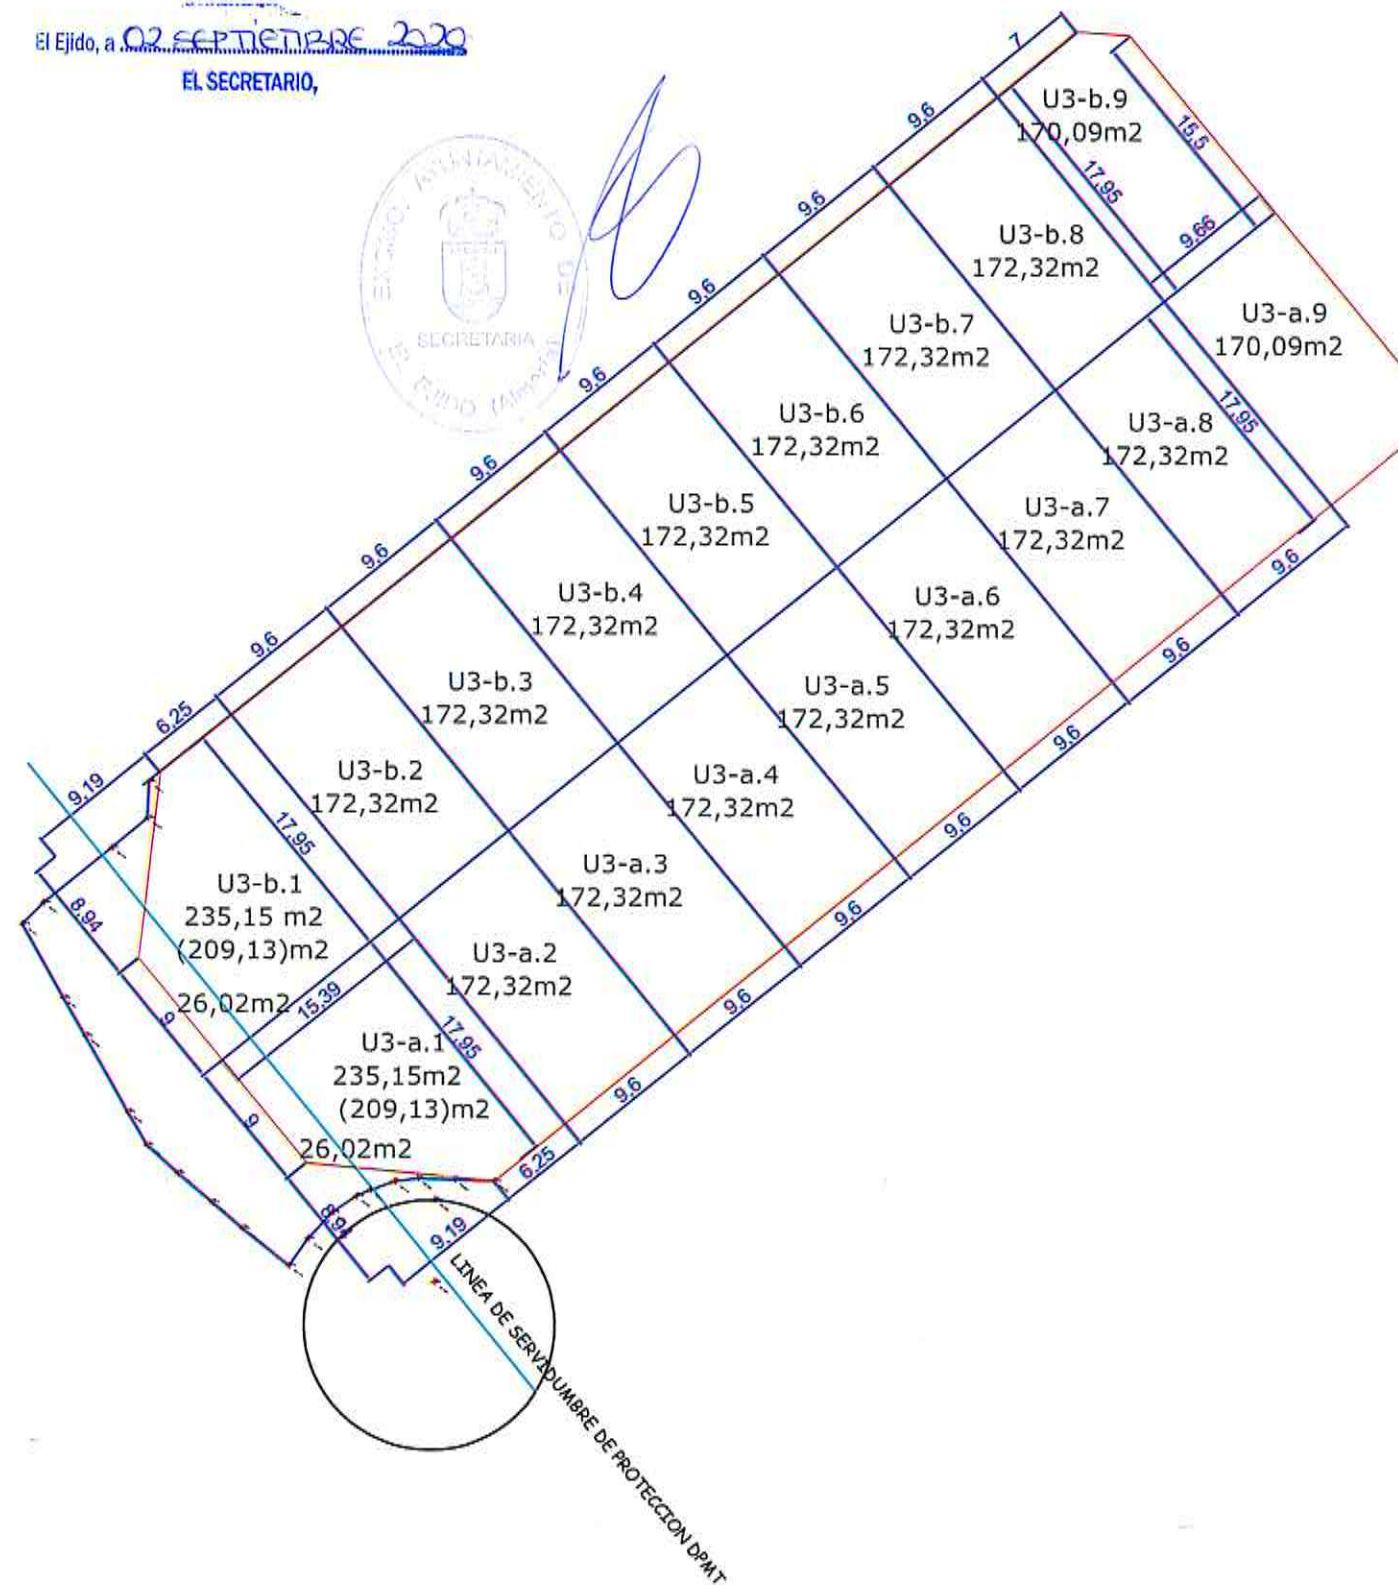 El Ejido, a 02 SEPTIEMBRE 2020
EL SECRETARIO,
EXCMO. AYUNTAMIENTO DE
EL EJIDO (Almería)
SECRETARIA
7
9,6
9,6
9,6
9,6
9,6
9,6
9,6
6,25
9,19
U3-b.9
170,09m2
15,5
17,95
9,66
U3-b.8
172,32m2
U3-a.9
170,09m2
U3-b.7
172,32m2
U3-a.8
172,32m2
17,95
U3-b.6
172,32m2
U3-a.7
172,32m2
U3-b.5
172,32m2
U3-a.6
172,32m2
U3-b.4
172,32m2
U3-a.5
172,32m2
U3-b.3
172,32m2
U3-a.4
172,32m2
U3-b.2
172,32m2
U3-a.3
172,32m2
17,95
U3-b.1
235,15 m2
(209,13)m2
26,02m2
15,39
U3-a.2
172,32m2
17,95
U3-a.1
235,15m2
(209,13)m2
26,02m2
8,94
9
9
8,94
9,19
6,25
9,6
9,6
9,6
9,6
9,6
9,6
9,6
LINEA DE SERVIDUMBRE DE PROTECCION DPMT